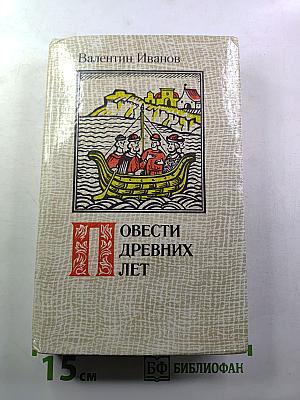 Валентин Иванов
ПОВЕСТИ
ДРЕВНИХ
ЛЕТ
15 см
БФ БИБЛИОФАН